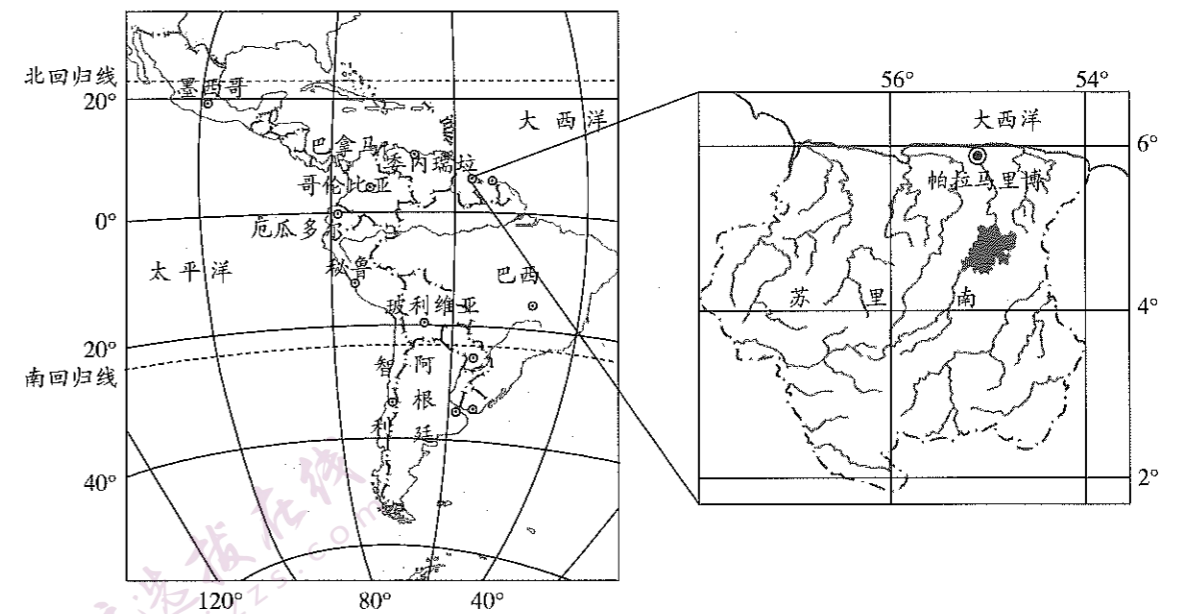 56° 54°
北回归线
墨西哥
20°
大西洋
大西洋
6°
巴拿马
委内瑞拉
哥伦比亚
帕拉马里博
0°
厄瓜多尔
太平洋
秘鲁
巴西
苏里南
玻利维亚
4°
20°
南回归线
智利
阿根廷
40°
2°
120° 80° 40°